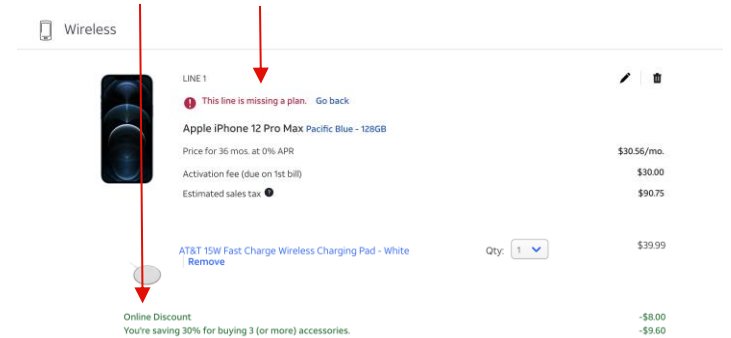 Wireless
LINE 1
This line is missing a plan. Go back
Apple iPhone 12 Pro Max Pacific Blue - 128GB
Price for 36 mos. at 0% APR $30.56/mo.
Activation fee (due on 1st bill) $30.00
Estimated sales tax ? $90.75
AT&T 15W Fast Charge Wireless Charging Pad - White Qty: 1 $39.99
Remove
Online Discount -$8.00
You're saving 30% for buying 3 (or more) accessories. -$9.60